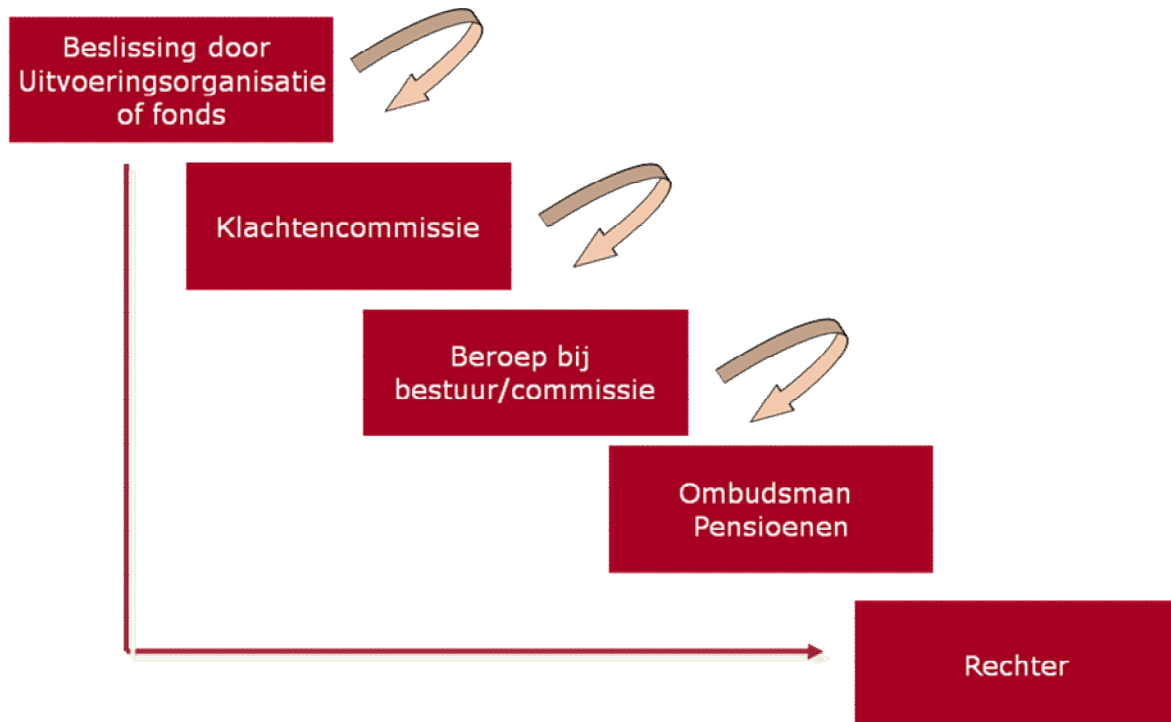 Beslissing door
Uitvoeringsorganisatie
of fonds
Klachtencommissie
Beroep bij
bestuur/commissie
Ombudsman
Pensioenen
Rechter